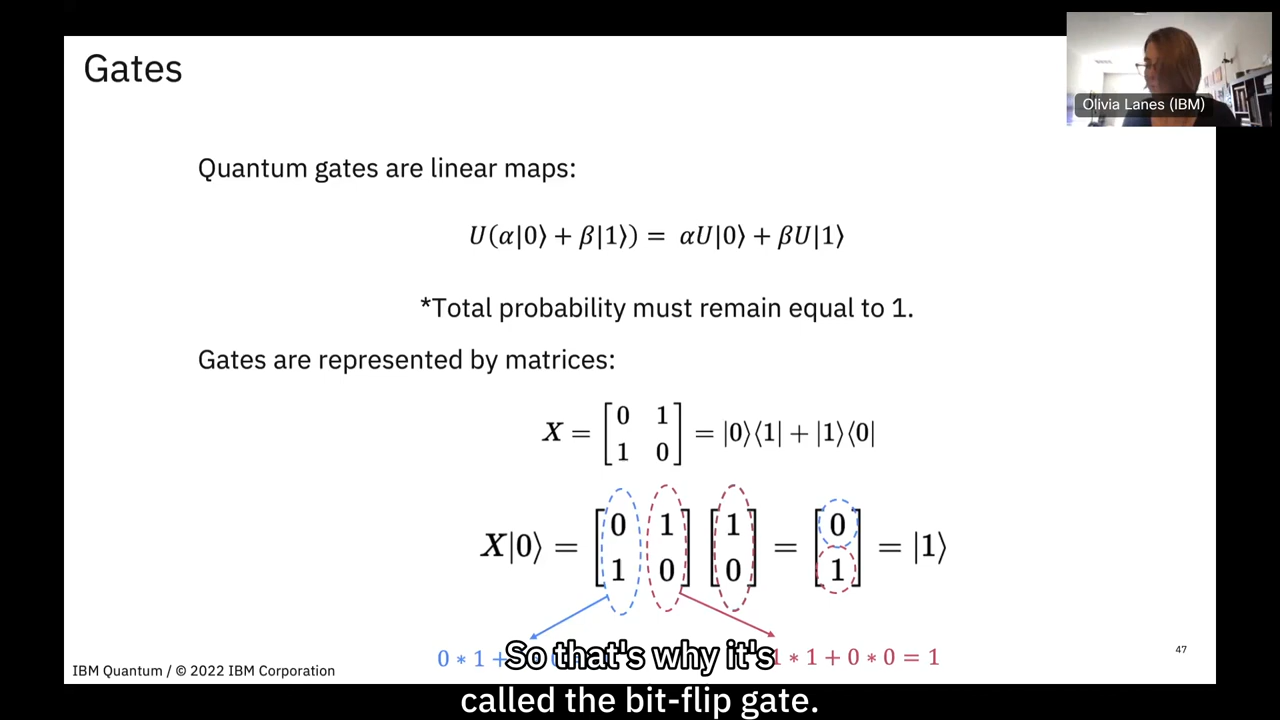 Gates
Olivia Lanes (IBM)
Quantum gates are linear maps:
U(α|0⟩ + β|1⟩) = αU|0⟩ + βU|1⟩
*Total probability must remain equal to 1.
Gates are represented by matrices:
X = [0 1
1 0] = |0⟩⟨1| + |1⟩⟨0|
X|0⟩ = [0 1
1 0] [1
0] = [0
1] = |1⟩
0 * 1 +
1 * 1 + 0 * 0 = 1
47
IBM Quantum / © 2022 IBM Corporation
So that's why it's
called the bit-flip gate.